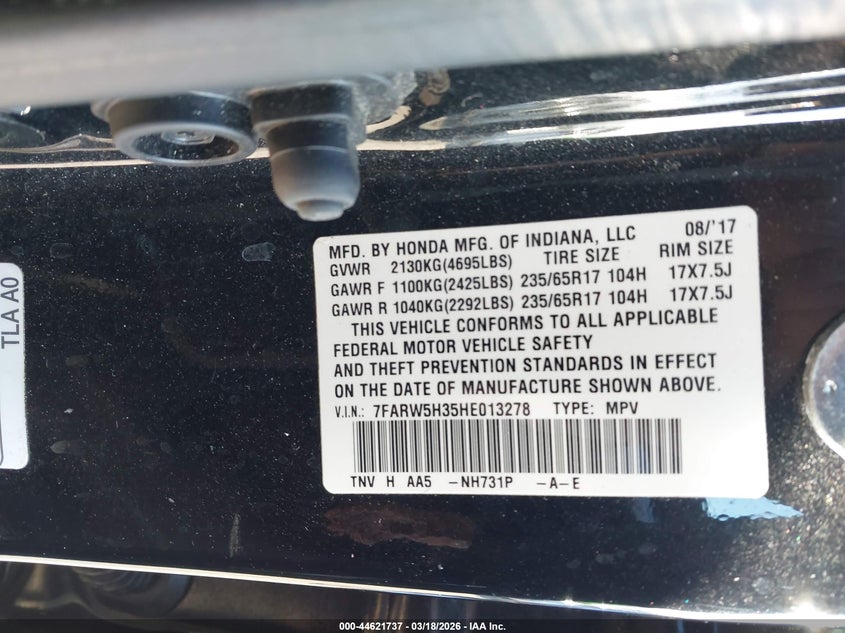 MFD. BY HONDA MFG. OF INDIANA, LLC 08/'17
GVWR 2130KG(4695LBS) TIRE SIZE RIM SIZE
GAWR F 1100KG(2425LBS) 235/65R17 104H 17X7.5J
GAWR R 1040KG(2292LBS) 235/65R17 104H 17X7.5J
THIS VEHICLE CONFORMS TO ALL APPLICABLE
FEDERAL MOTOR VEHICLE SAFETY
AND THEFT PREVENTION STANDARDS IN EFFECT
ON THE DATE OF MANUFACTURE SHOWN ABOVE.
V.I.N.: 7FARW5H35HE013278 TYPE: MPV
TNV H AA5 -NH731P -A-E
TLA A0
000-44621737 - 03/18/2026 - IAA Inc.